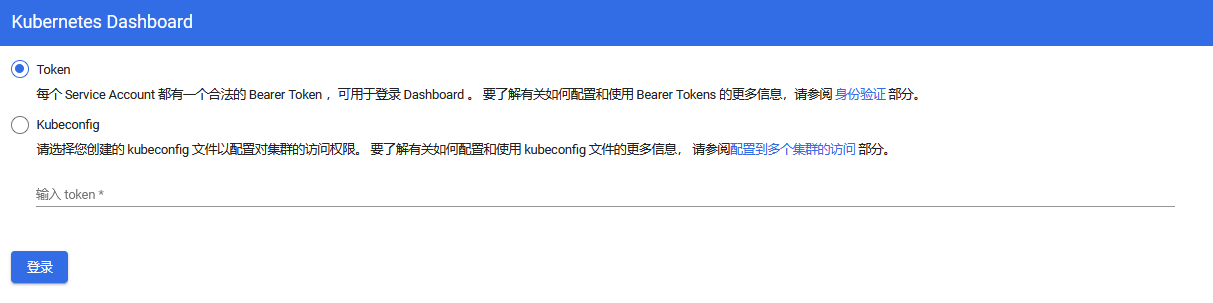 Kubernetes Dashboard
Token
每个 Service Account 都有一个合法的 Bearer Token ，可用于登录 Dashboard 。 要了解有关如何配置和使用 Bearer Tokens 的更多信息，请参阅 身份验证 部分。
Kubeconfig
请选择您创建的 kubeconfig 文件以配置对集群的访问权限。 要了解有关如何配置和使用 kubeconfig 文件的更多信息， 请参阅配置到多个集群的访问 部分。
输入 token *
登录